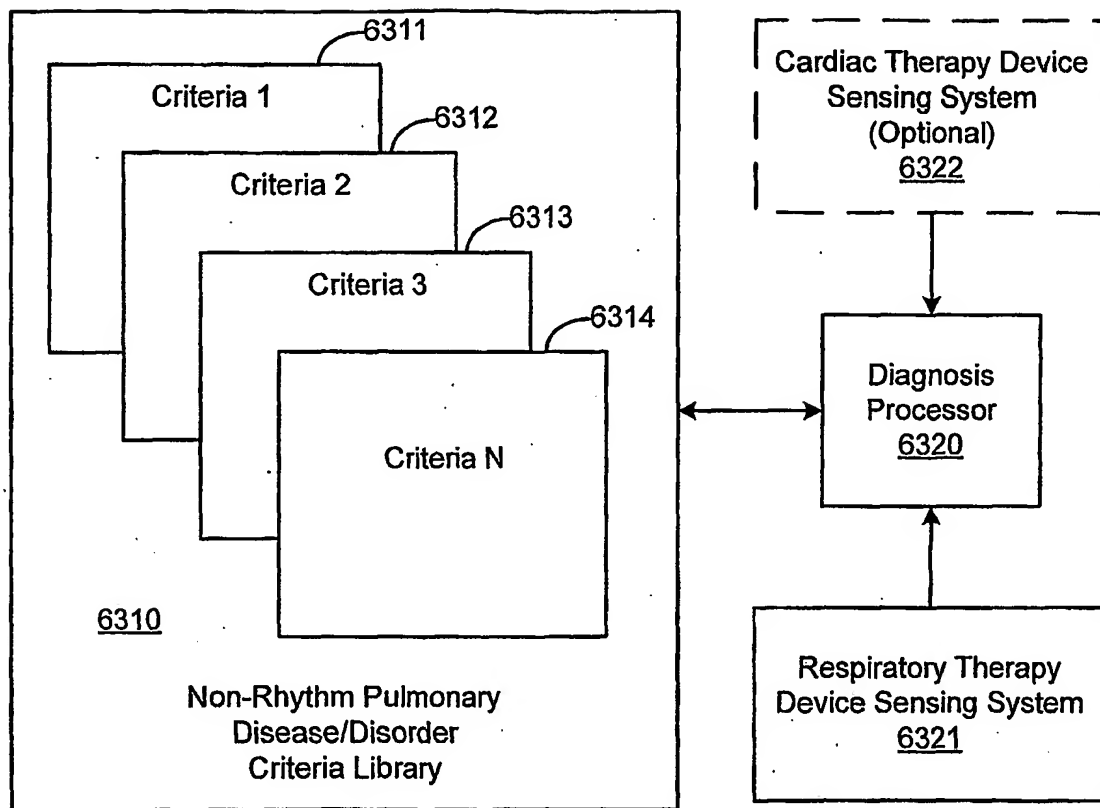 6311
Criteria 1
6312
Criteria 2
6313
Criteria 3
6314
Criteria N
6310
Non-Rhythm Pulmonary
Disease/Disorder
Criteria Library
Cardiac Therapy Device
Sensing System
(Optional)
6322
Diagnosis
Processor
6320
Respiratory Therapy
Device Sensing System
6321